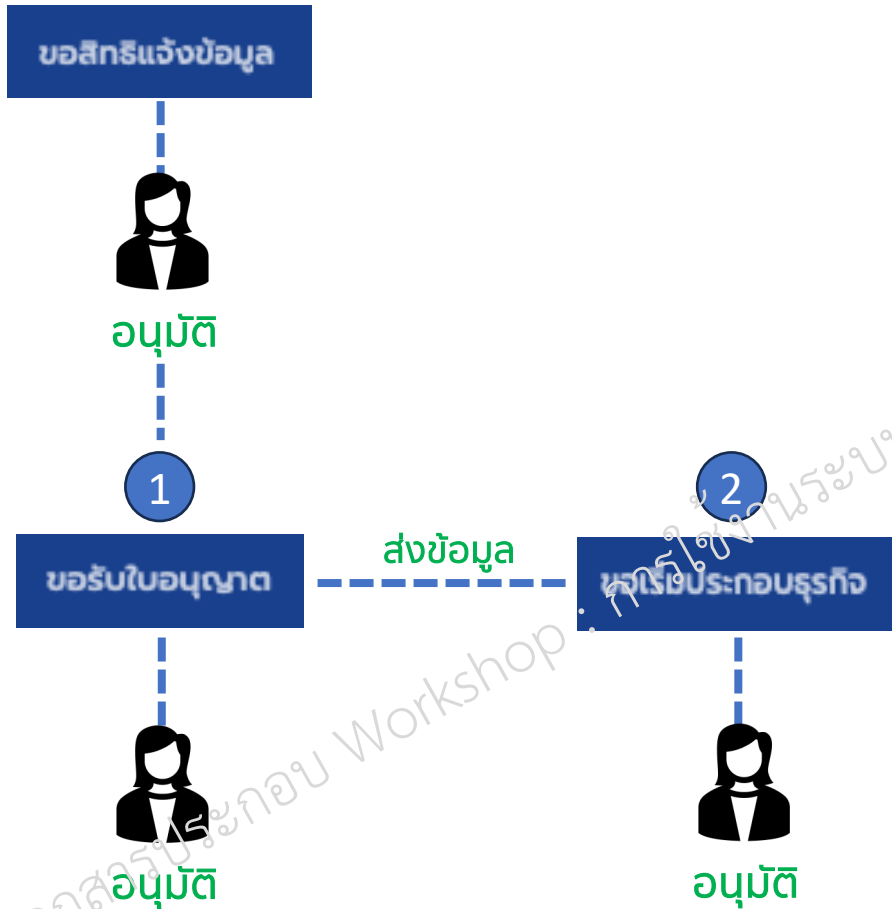 ขอสิทธิแจ้งข้อมูล
อนุมัติ
1
2
ขอรับใบอนุญาต
ส่งข้อมูล
ขอเริ่มประกอบธุรกิจ
อนุมัติ
อนุมัติ
เอกสารประกอบ Workshop : การใช้งานระบบ